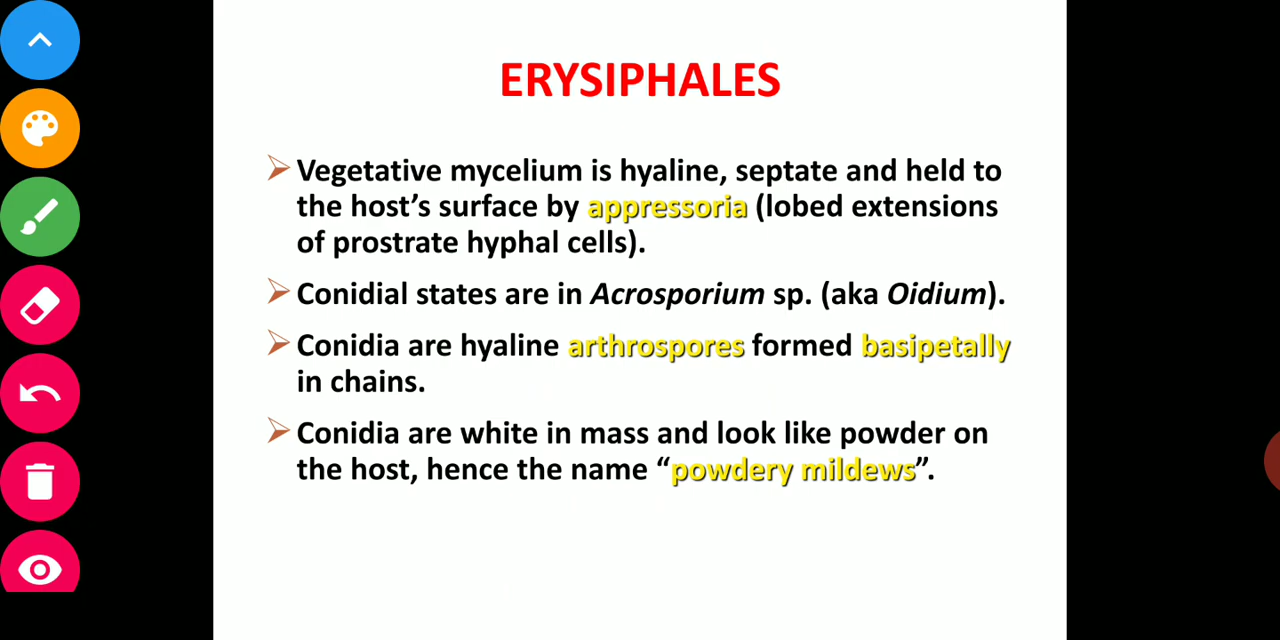 ERYSIPHALES
➢ Vegetative mycelium is hyaline, septate and held to
the host’s surface by appressoria (lobed extensions
of prostrate hyphal cells).
➢ Conidial states are in Acrosporium sp. (aka Oidium).
➢ Conidia are hyaline arthrospores formed basipetally
in chains.
➢ Conidia are white in mass and look like powder on
the host, hence the name “powdery mildews”.